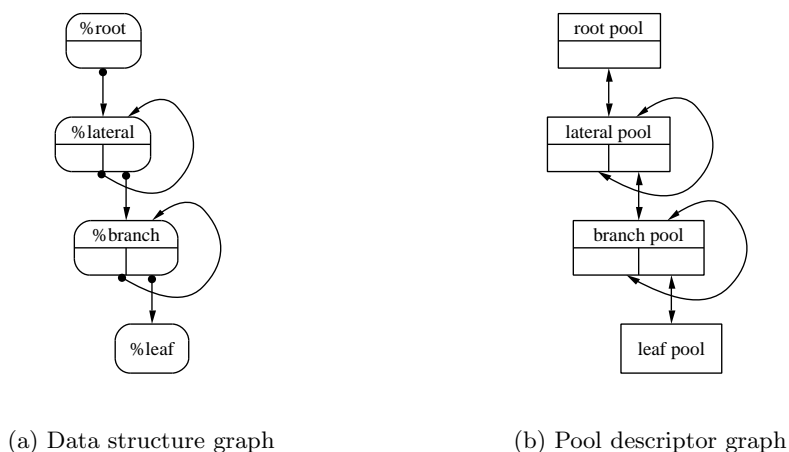 %root
root pool
%lateral
lateral pool
%branch
branch pool
%leaf
leaf pool
(a) Data structure graph
(b) Pool descriptor graph